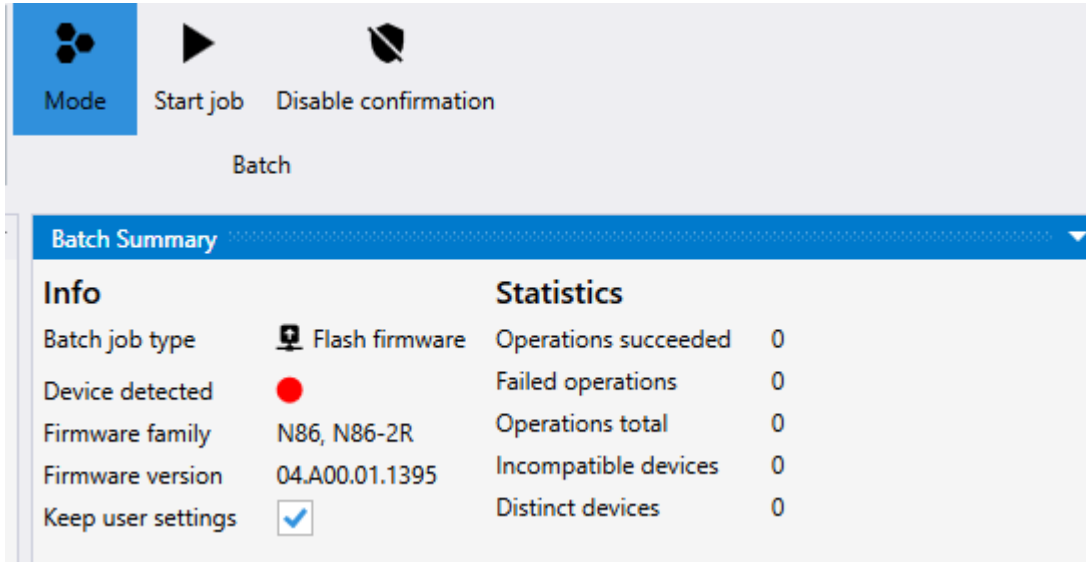 Mode Start job Disable confirmation
Batch
Batch Summary
Info Statistics
Batch job type Flash firmware Operations succeeded 0
Device detected Failed operations 0
Firmware family N86, N86-2R Operations total 0
Firmware version 04.A00.01.1395 Incompatible devices 0
Keep user settings Distinct devices 0